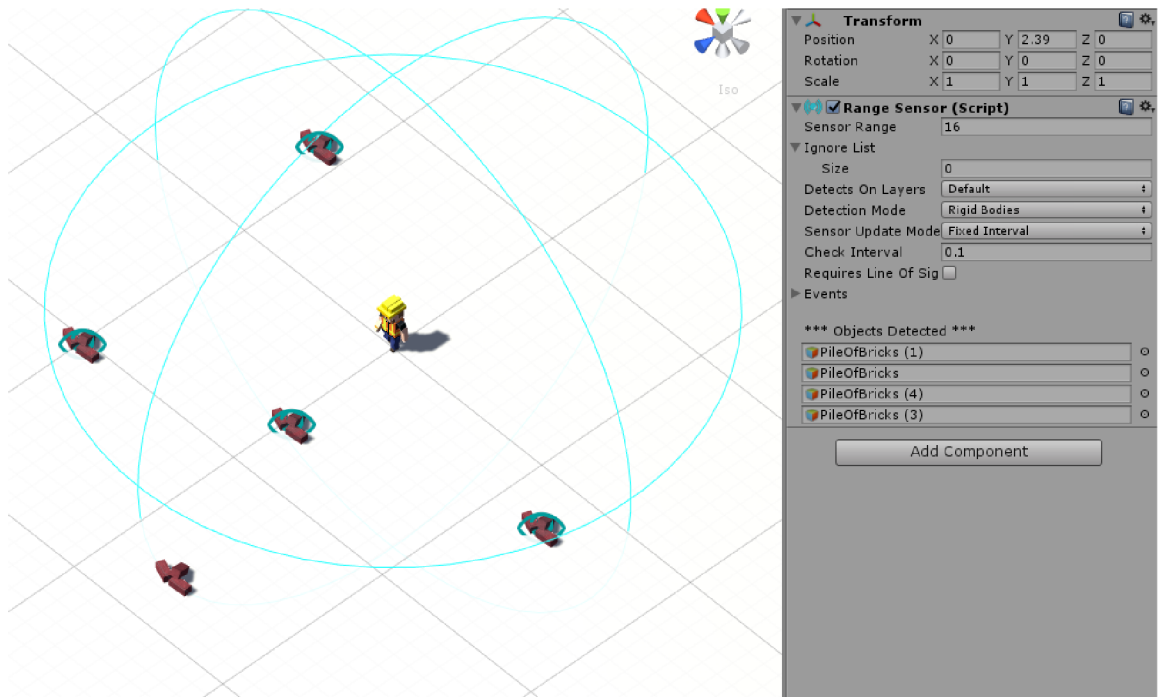 Iso
Transform
Position X 0 Y 2.39 Z 0
Rotation X 0 Y 0 Z 0
Scale X 1 Y 1 Z 1
Range Sensor (Script)
Sensor Range 16
Ignore List
Size 0
Detects On Layers Default
Detection Mode Rigid Bodies
Sensor Update Mode Fixed Interval
Check Interval 0.1
Requires Line Of Sig
Events
*** Objects Detected ***
PileOfBricks (1)
PileOfBricks
PileOfBricks (4)
PileOfBricks (3)
Add Component